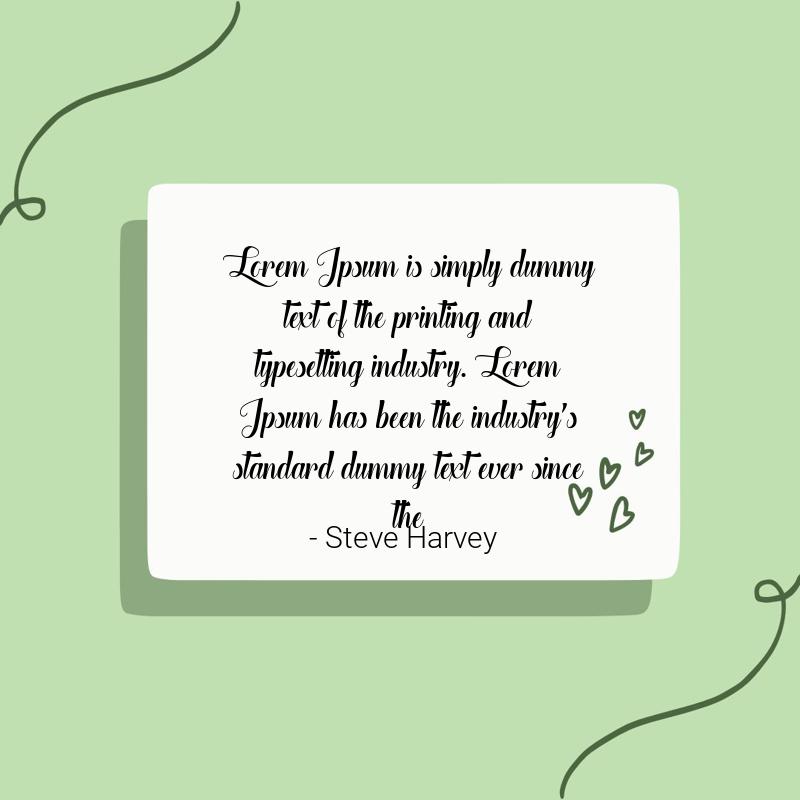 Lorem Ipsum is simply dummy
text of the printing and
typesetting industry. Lorem
Ipsum has been the industry's
standard dummy text ever since
the
- Steve Harvey